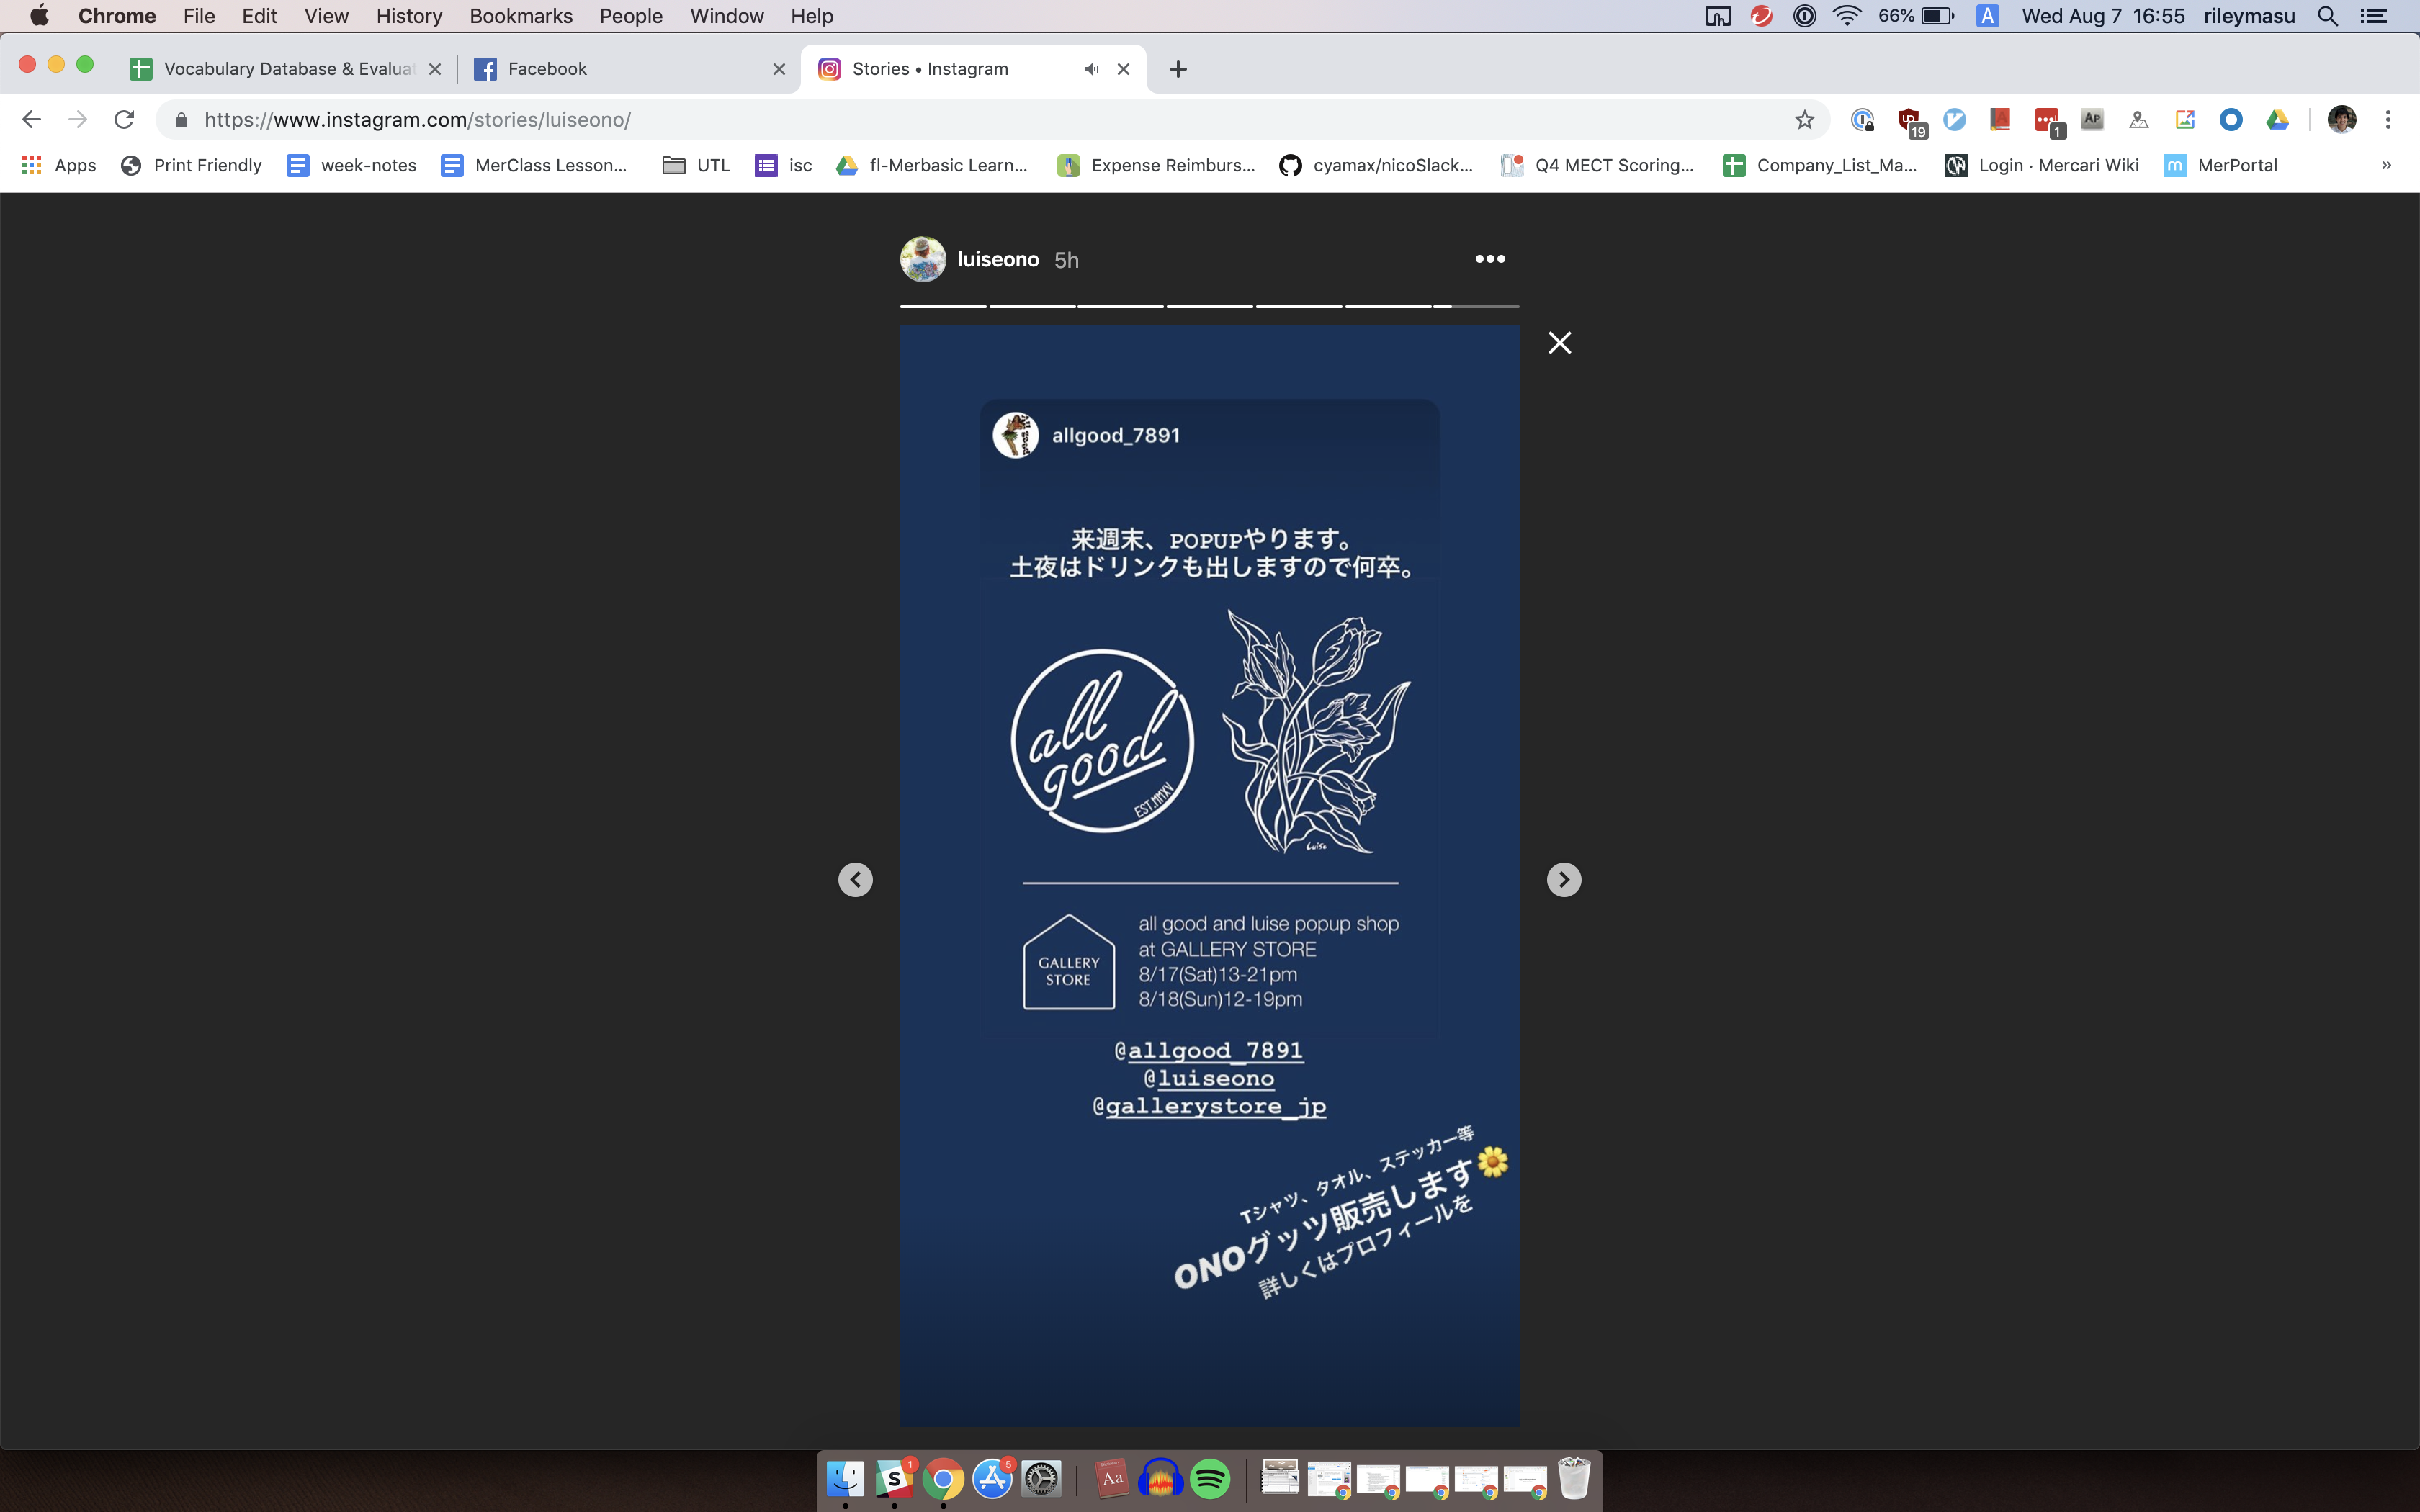 Chrome File Edit View History Bookmarks People Window Help
66% A Wed Aug 7 16:55 rileymasu
Vocabulary Database & Evaluat
Facebook
Stories • Instagram
https://www.instagram.com/stories/luiseono/
19
1
AP
Apps Print Friendly week-notes MerClass Lesson... UTL isc fl-Merbasic Learn... Expense Reimburs... cyamax/nicoSlack... Q4 MECT Scoring... Company_List_Ma... Login · Mercari Wiki MerPortal »
luiseono 5h
allgood_7891
来週末、POPUPやります。
土夜はドリンクも出しますので何卒。
all
good
EST.MMXV
Luise
GALLERY
STORE
all good and luise popup shop
at GALLERY STORE
8/17(Sat)13-21pm
8/18(Sun)12-19pm
@allgood_7891
@luiseono
@gallerystore_jp
Tシャツ、タオル、ステッカー等
ONOグッツ販売します🌼
詳しくはプロフィールを
S
1
5
Aa